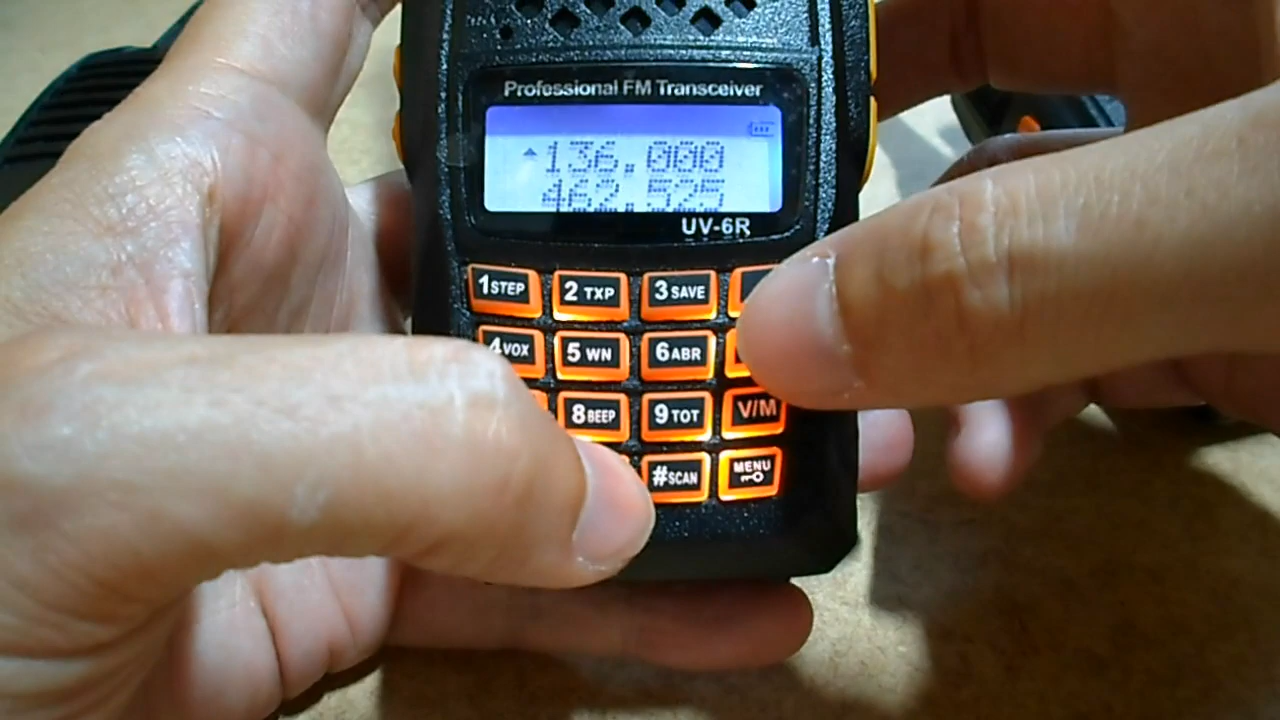 Professional FM Transceiver
136.000
462.525
UV-6R
1STEP 2 TXP 3 SAVE
4VOX 5 WN 6ABR
8BEEP 9 TOT V/M
#SCAN MENU